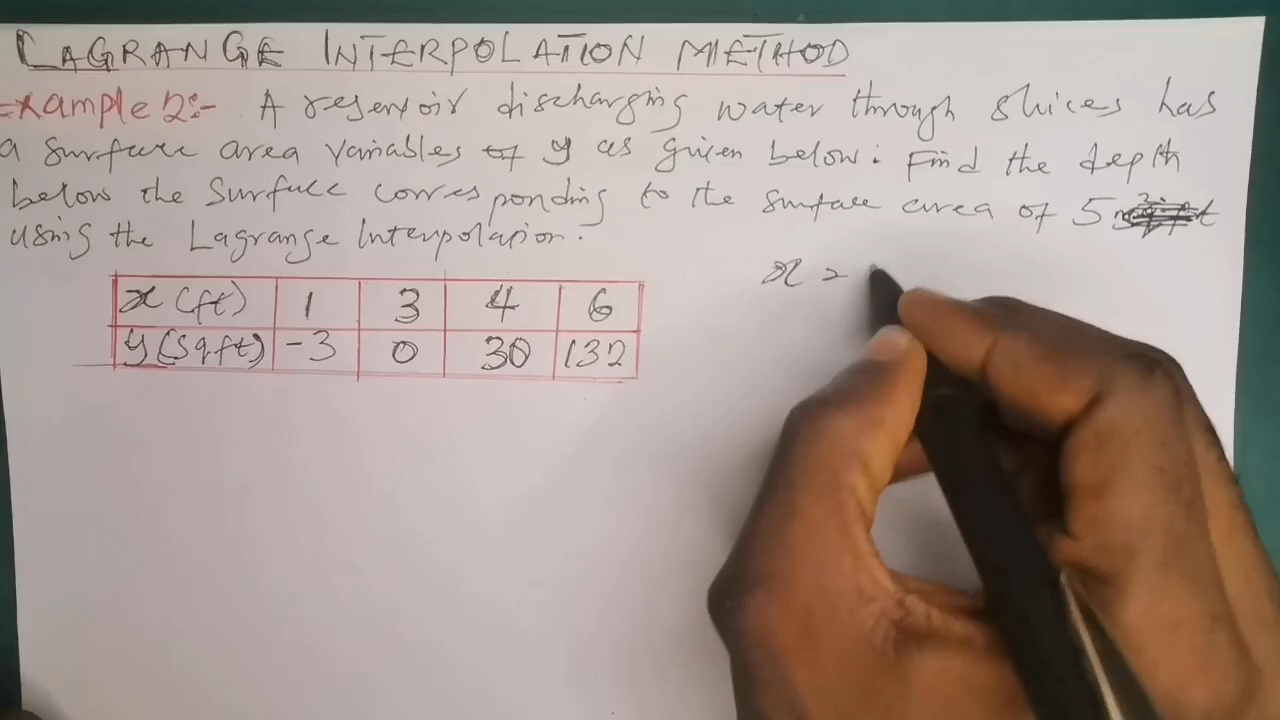 LAGRANGE INTERPOLATION METHOD
Example 2:- A reservoir discharging water through sluices has
a surface area variables of y as given below: Find the depth
below the surface corresponding to the surface area of 5
using the Lagrange Interpolation.
x (ft) 1 3 4 6
y (sqft) -3 0 30 132
x =